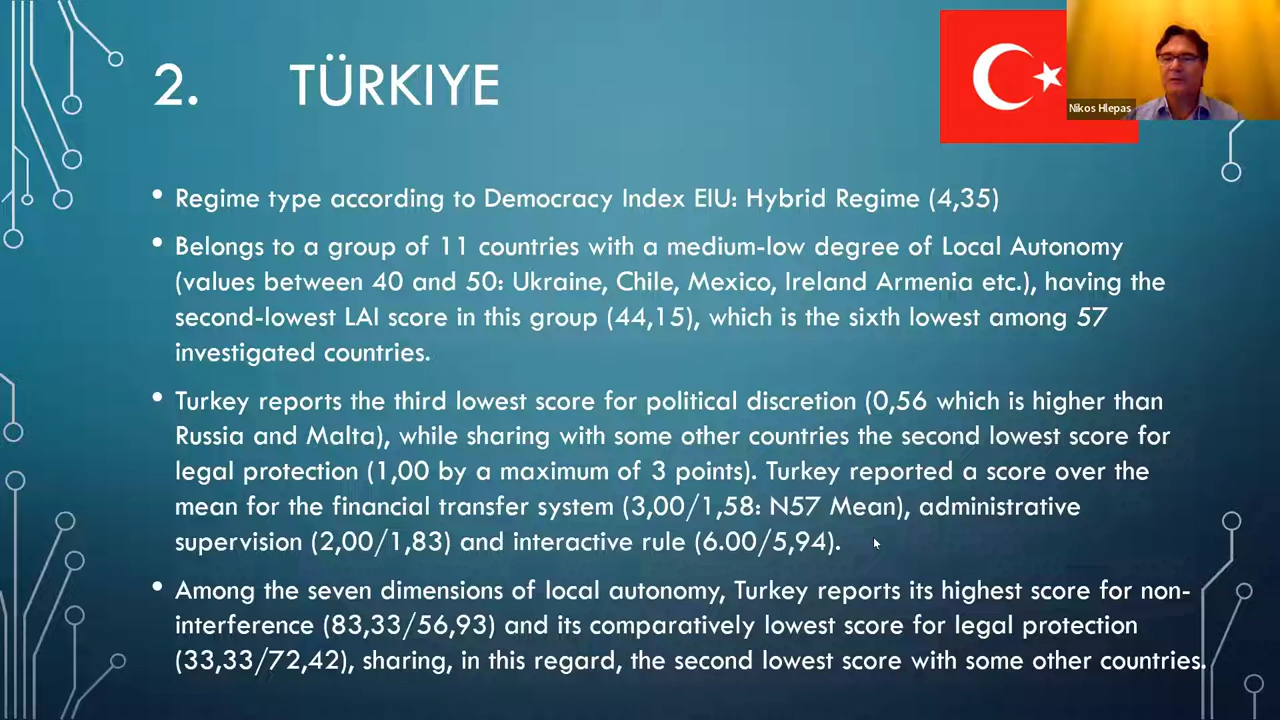 2. TÜRKIYE
Nikos Hlepas
• Regime type according to Democracy Index EIU: Hybrid Regime (4,35)
• Belongs to a group of 11 countries with a medium-low degree of Local Autonomy
(values between 40 and 50: Ukraine, Chile, Mexico, Ireland Armenia etc.), having the
second-lowest LAI score in this group (44,15), which is the sixth lowest among 57
investigated countries.
• Turkey reports the third lowest score for political discretion (0,56 which is higher than
Russia and Malta), while sharing with some other countries the second lowest score for
legal protection (1,00 by a maximum of 3 points). Turkey reported a score over the
mean for the financial transfer system (3,00/1,58: N57 Mean), administrative
supervision (2,00/1,83) and interactive rule (6.00/5,94).
• Among the seven dimensions of local autonomy, Turkey reports its highest score for non-
interference (83,33/56,93) and its comparatively lowest score for legal protection
(33,33/72,42), sharing, in this regard, the second lowest score with some other countries.